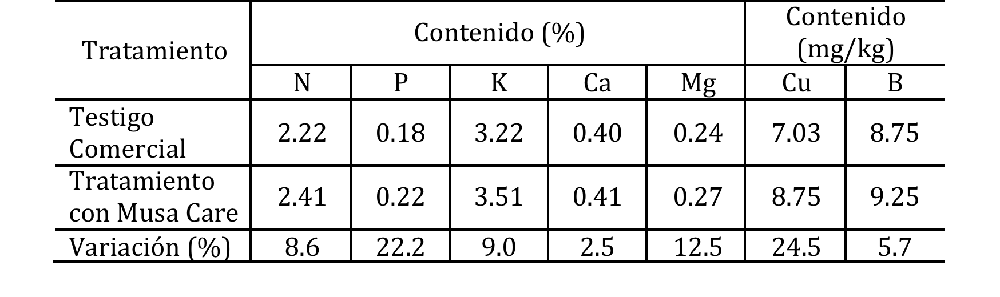 Tratamiento
Contenido (%)
Contenido
(mg/kg)
N P K Ca Mg Cu B
Testigo
Comercial
2.22 0.18 3.22 0.40 0.24 7.03 8.75
Tratamiento
con Musa Care
2.41 0.22 3.51 0.41 0.27 8.75 9.25
Variación (%) 8.6 22.2 9.0 2.5 12.5 24.5 5.7